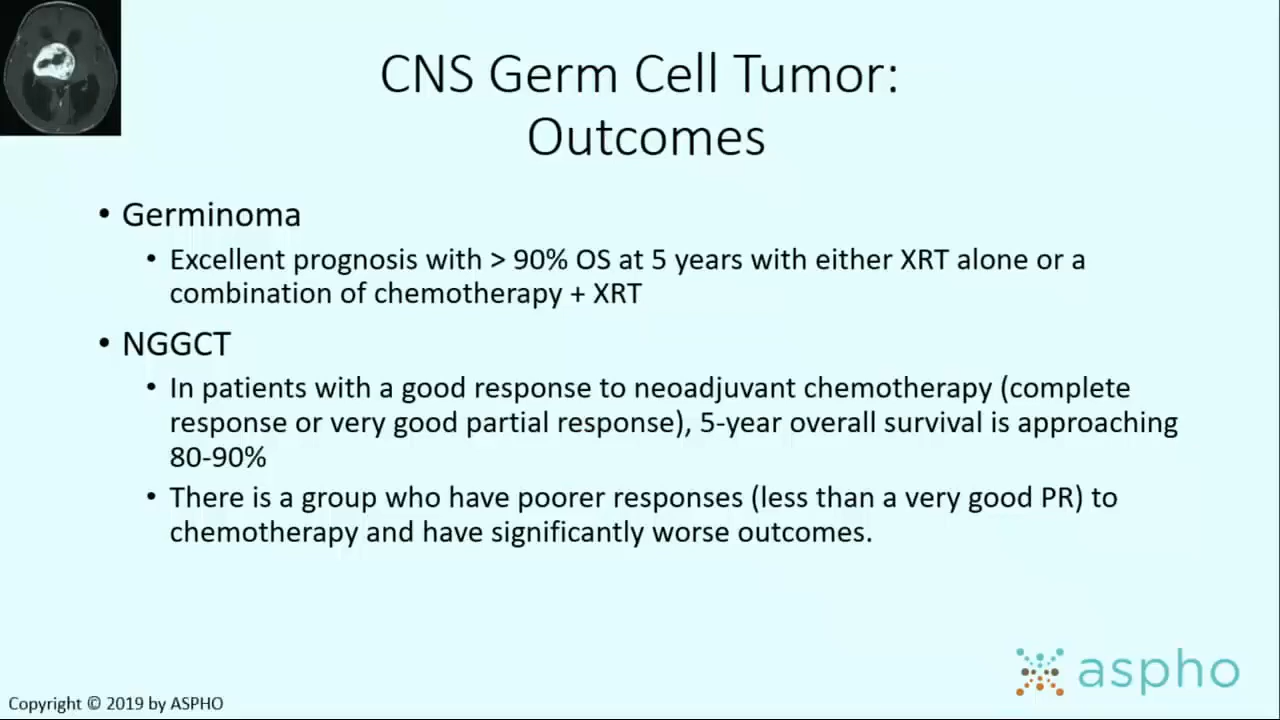 CNS Germ Cell Tumor:
Outcomes
• Germinoma
• Excellent prognosis with > 90% OS at 5 years with either XRT alone or a
combination of chemotherapy + XRT
• NGGCT
• In patients with a good response to neoadjuvant chemotherapy (complete
response or very good partial response), 5-year overall survival is approaching
80-90%
• There is a group who have poorer responses (less than a very good PR) to
chemotherapy and have significantly worse outcomes.
aspho
Copyright © 2019 by ASPHO